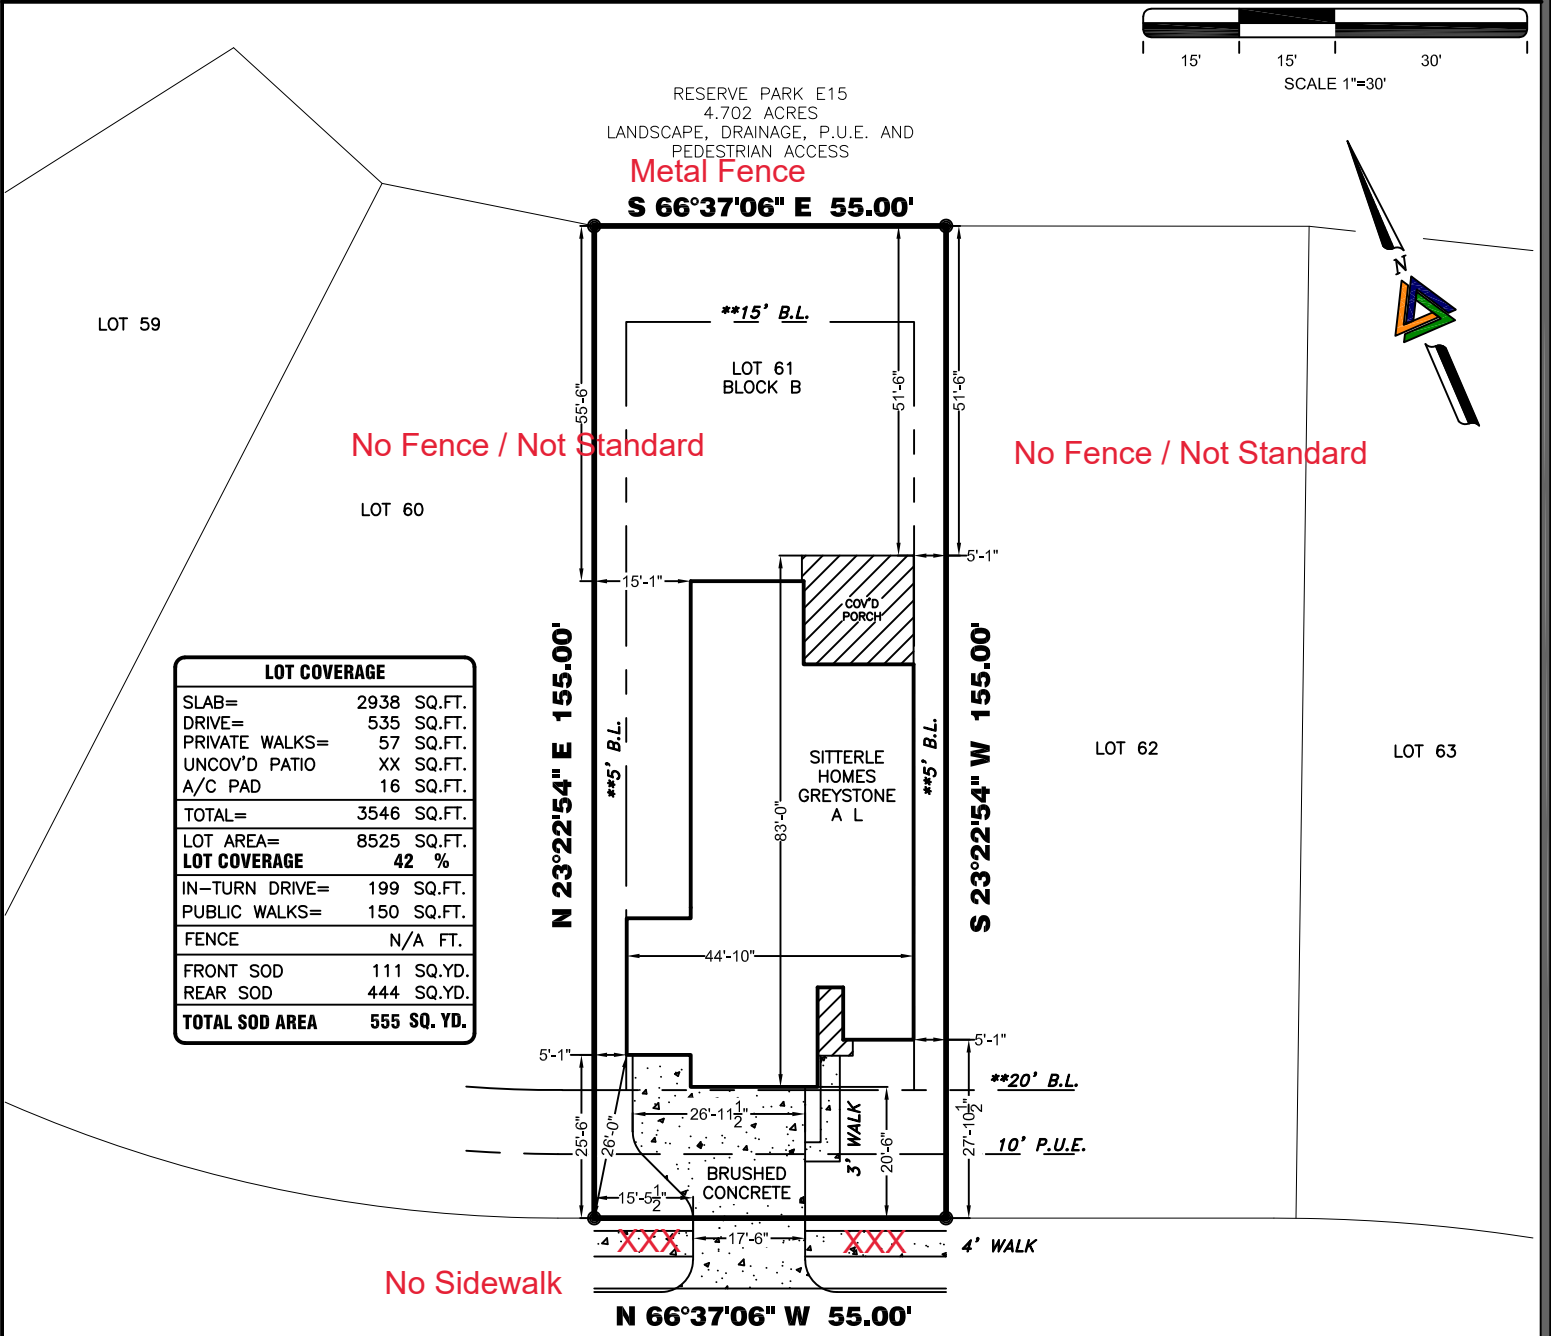 15' 15' 30'
SCALE 1"=30'
RESERVE PARK E15
4.702 ACRES
LANDSCAPE, DRAINAGE, P.U.E. AND
PEDESTRIAN ACCESS
Metal Fence
S 66°37'06" E 55.00'
N
**15' B.L.
LOT 59
LOT 61
BLOCK B
55'-6"
51'-6"
51'-6"
No Fence / Not Standard
No Fence / Not Standard
LOT 60
5'-1"
15'-1"
COV'D
PORCH
N 23°22'54" E 155.00'
S 23°22'54" W 155.00'
**5' B.L.
**5' B.L.
SITTERLE
HOMES
GREYSTONE
A L
83'-0"
LOT 62
LOT 63
LOT COVERAGE
SLAB= 2938 SQ.FT.
DRIVE= 535 SQ.FT.
PRIVATE WALKS= 57 SQ.FT.
UNCOV'D PATIO XX SQ.FT.
A/C PAD 16 SQ.FT.
TOTAL= 3546 SQ.FT.
LOT AREA= 8525 SQ.FT.
LOT COVERAGE 42 %
IN-TURN DRIVE= 199 SQ.FT.
PUBLIC WALKS= 150 SQ.FT.
FENCE N/A FT.
FRONT SOD 111 SQ.YD.
REAR SOD 444 SQ.YD.
TOTAL SOD AREA 555 SQ. YD.
44'-10"
5'-1"
5'-1"
**20' B.L.
26'-11 1/2"
25'-6"
26'-0"
3' WALK
20'-6"
27'-10 1/2"
10' P.U.E.
BRUSHED
CONCRETE
15'-5 1/2"
XXX 17'-6" XXX
4' WALK
No Sidewalk
N 66°37'06" W 55.00'